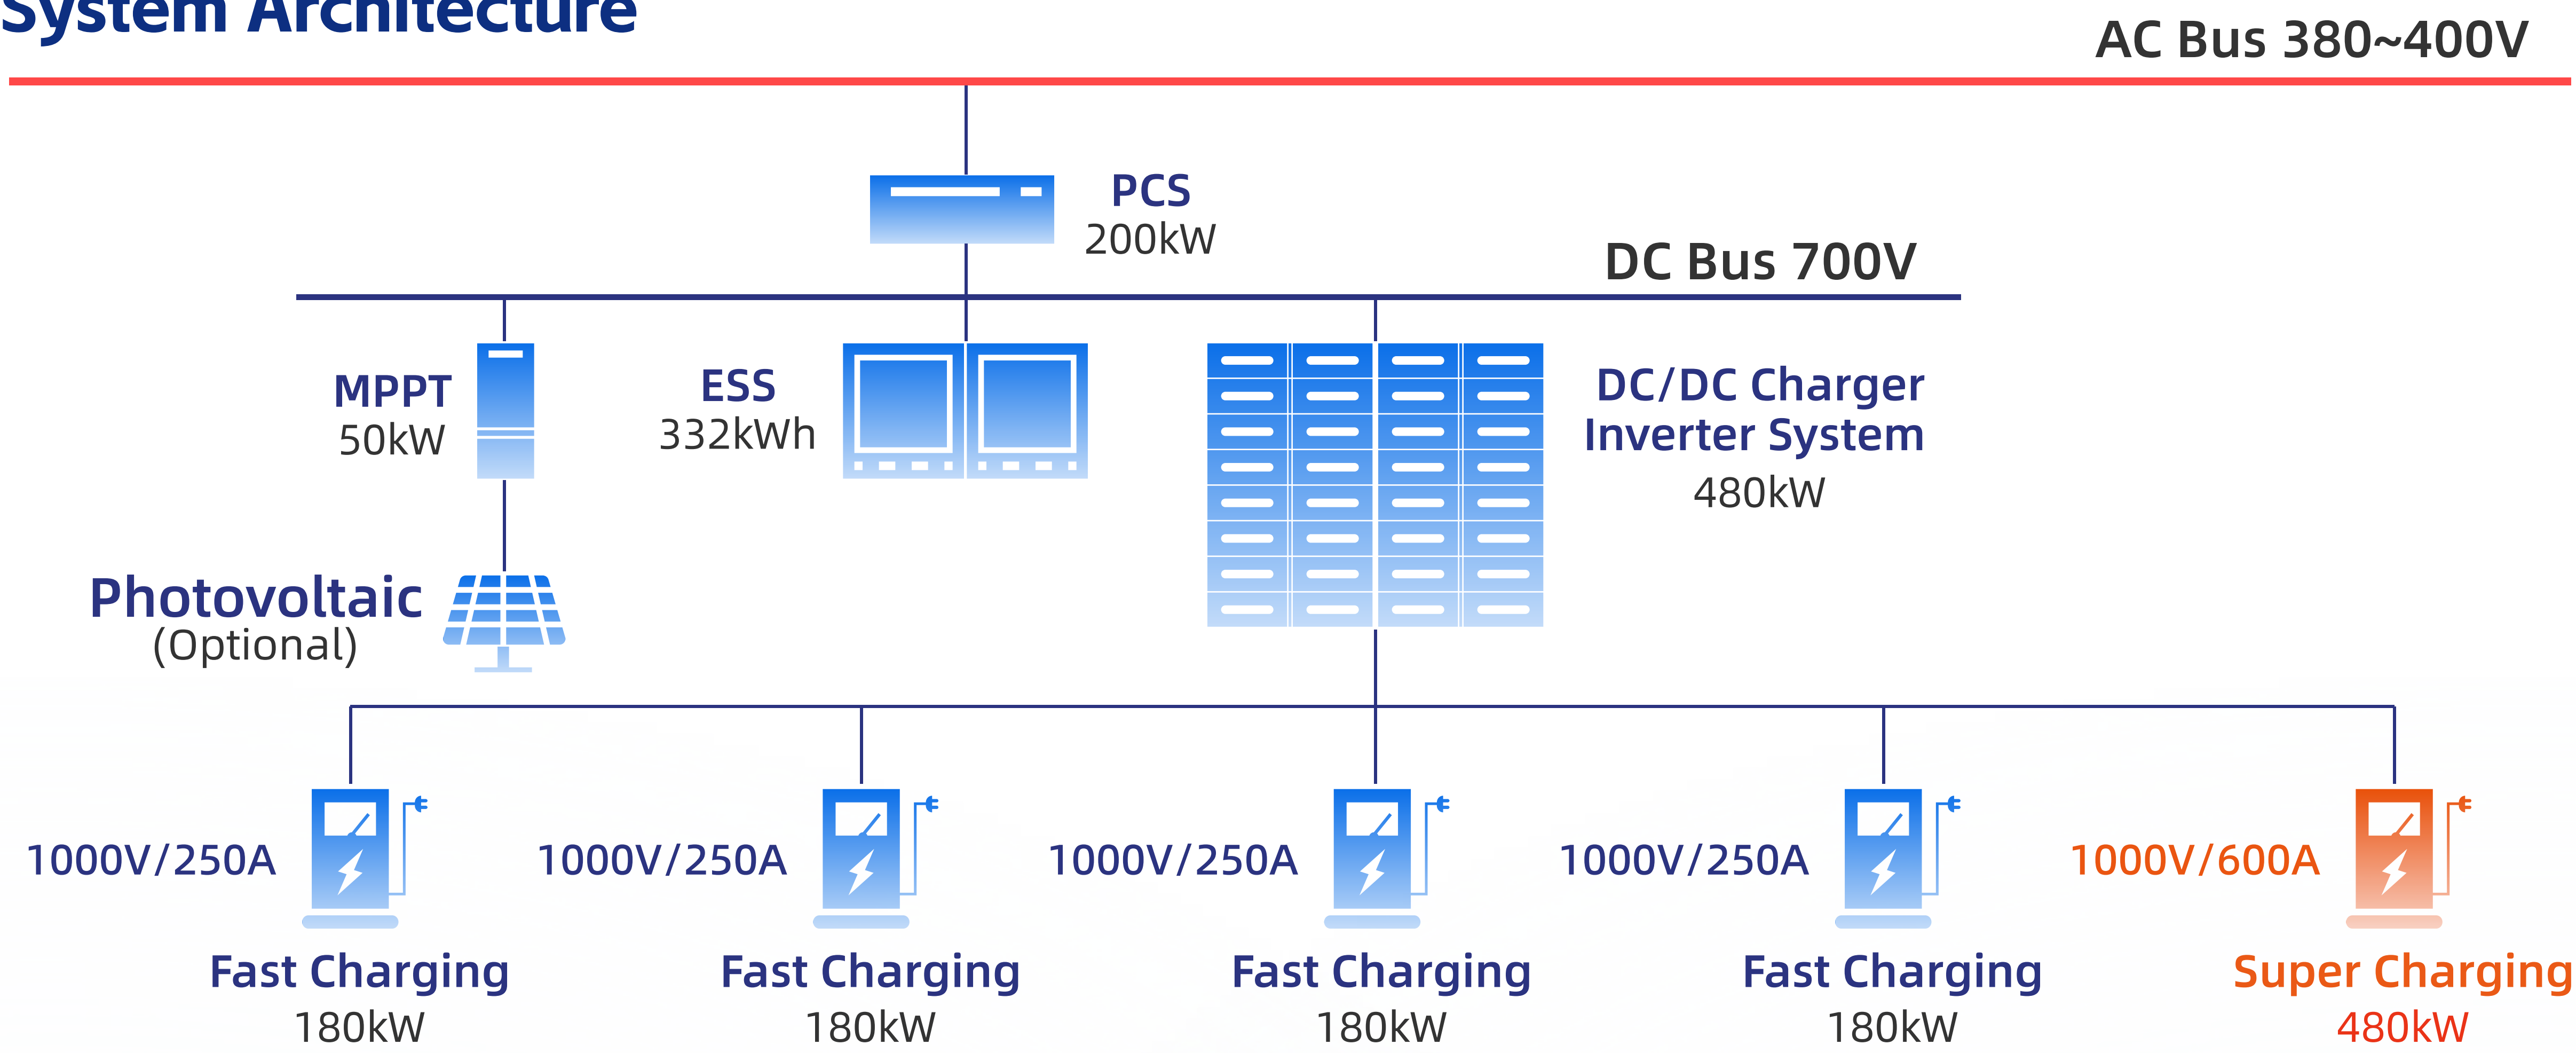 System Architecture
AC Bus 380~400V
PCS
200kW
DC Bus 700V
MPPT
50kW
ESS
332kWh
DC/DC Charger
Inverter System
480kW
Photovoltaic
(Optional)
1000V/250A
1000V/250A
1000V/250A
1000V/250A
1000V/600A
Fast Charging
180kW
Fast Charging
180kW
Fast Charging
180kW
Fast Charging
180kW
Super Charging
480kW